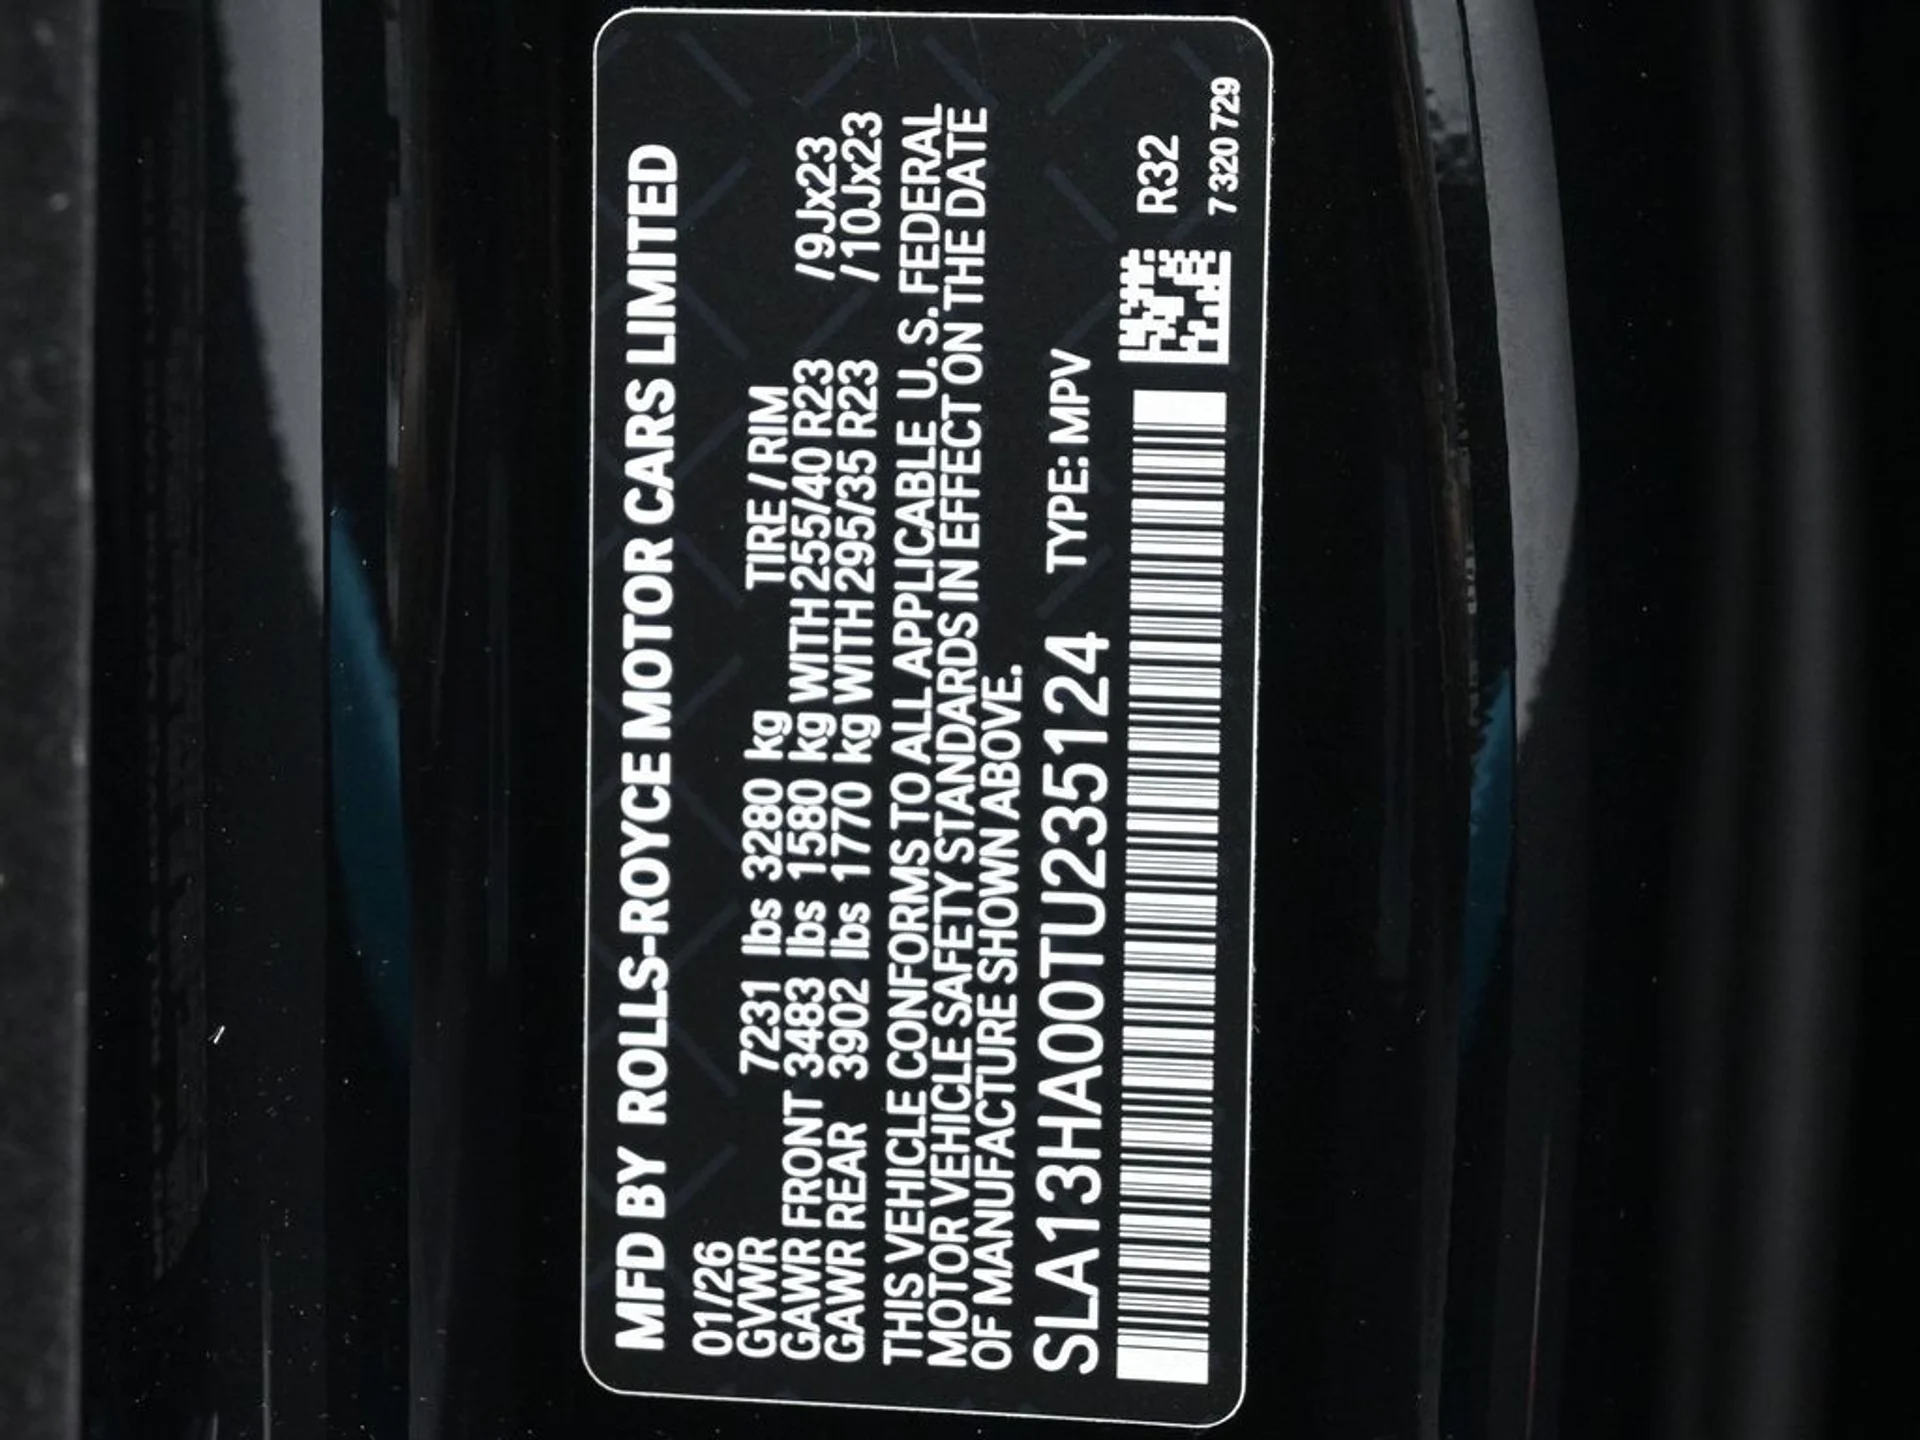 MFD BY ROLLS-ROYCE MOTOR CARS LIMITED
01/26
GVWR 7231 lbs 3280 kg TIRE / RIM
GAWR FRONT 3483 lbs 1580 kg WITH 255/40 R23 /9Jx23
GAWR REAR 3902 lbs 1770 kg WITH 295/35 R23 /10Jx23
THIS VEHICLE CONFORMS TO ALL APPLICABLE U.S. FEDERAL
MOTOR VEHICLE SAFETY STANDARDS IN EFFECT ON THE DATE
OF MANUFACTURE SHOWN ABOVE.
SLA13HA00TU235124 TYPE: MPV
R32
7 320 729